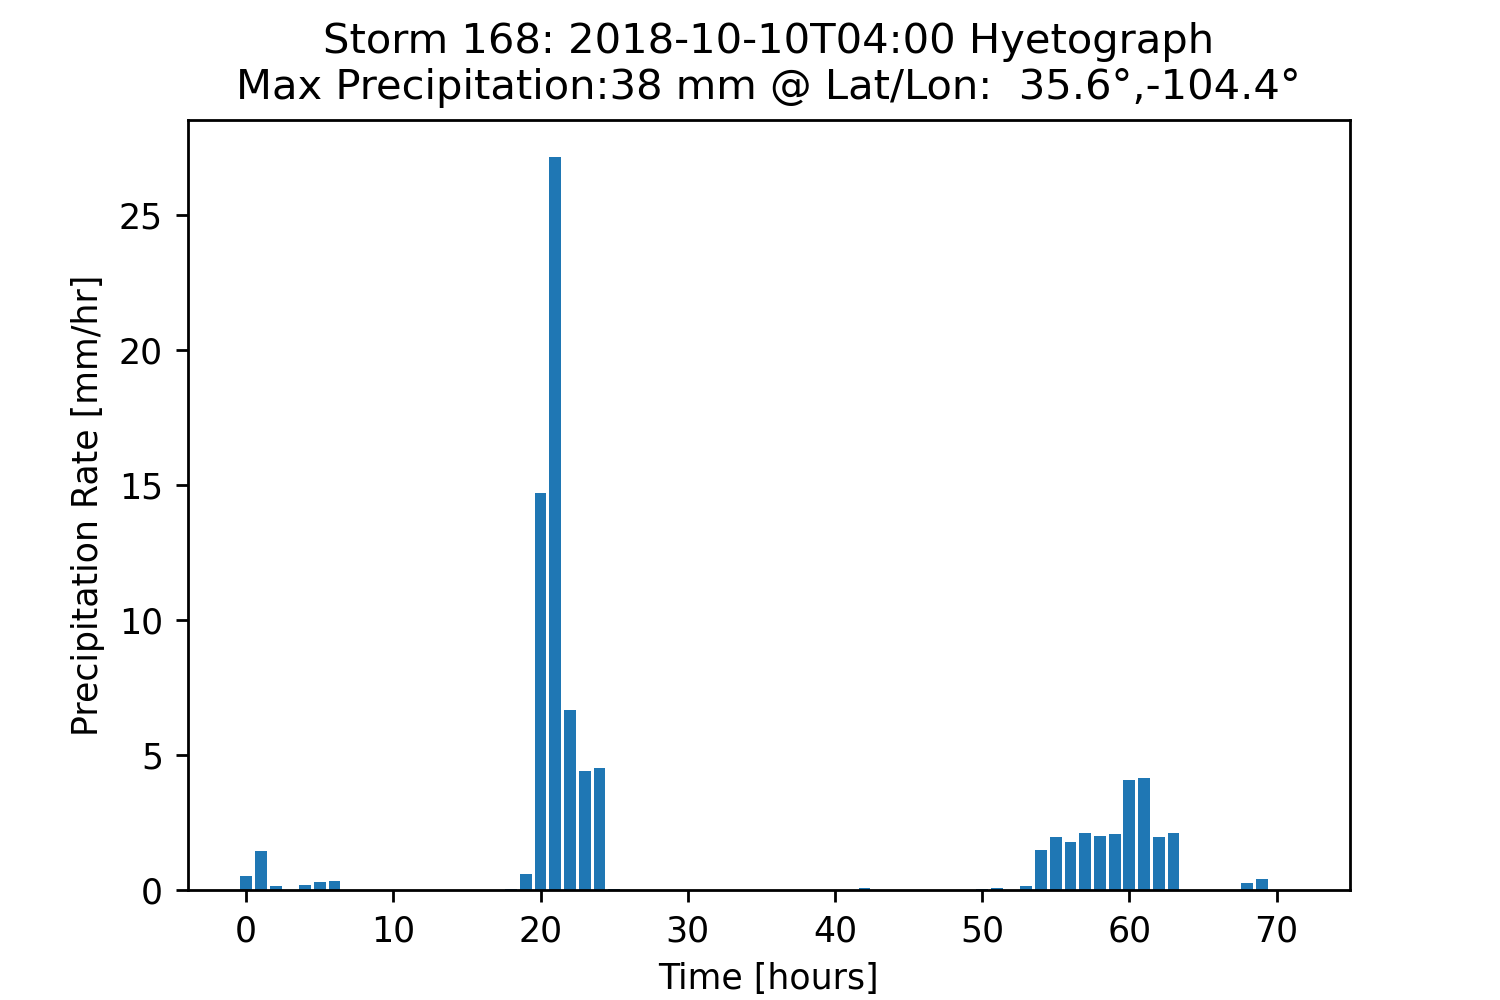 Storm 168: 2018-10-10T04:00 Hyetograph
Max Precipitation:38 mm @ Lat/Lon:  35.6°,-104.4°
Precipitation Rate [mm/hr]
25
20
15
10
5
0
0 10 20 30 40 50 60 70
Time [hours]